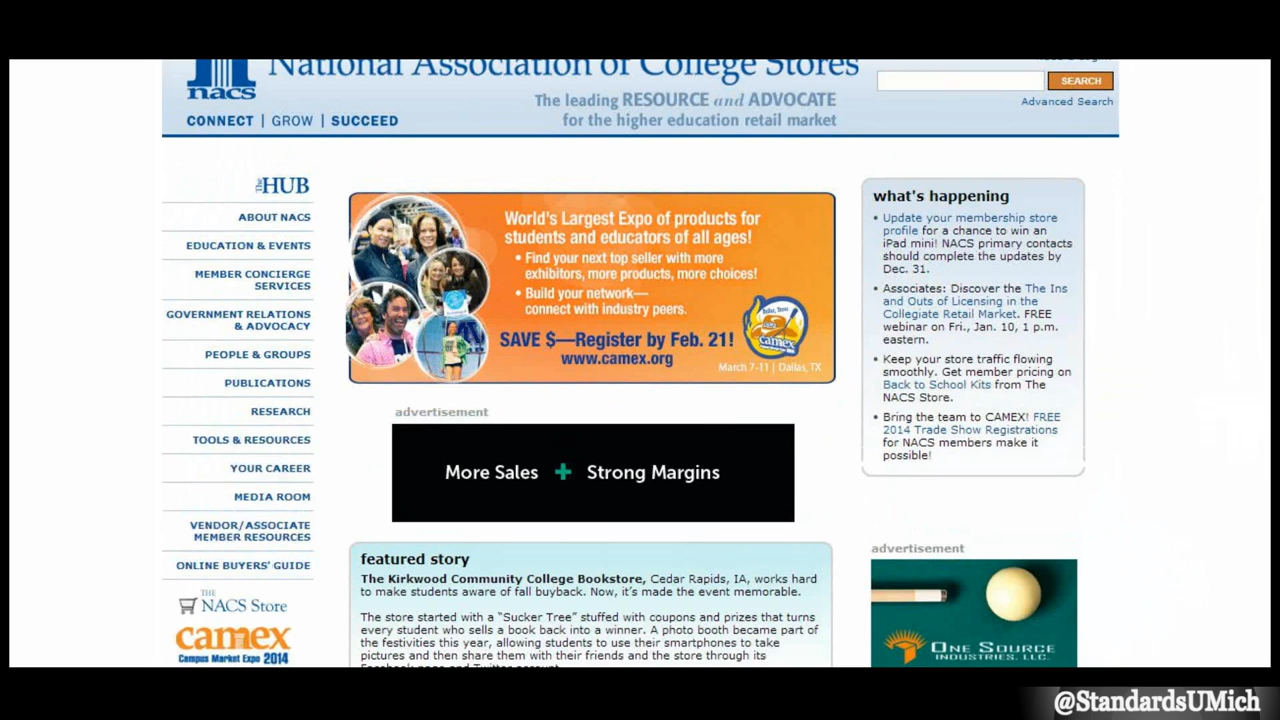 National Association of College Stores
nacs
The leading RESOURCE and ADVOCATE
for the higher education retail market
CONNECT | GROW | SUCCEED
SEARCH
Advanced Search
The HUB
ABOUT NACS
EDUCATION & EVENTS
MEMBER CONCIERGE
SERVICES
GOVERNMENT RELATIONS
& ADVOCACY
PEOPLE & GROUPS
PUBLICATIONS
RESEARCH
TOOLS & RESOURCES
YOUR CAREER
MEDIA ROOM
VENDOR/ASSOCIATE
MEMBER RESOURCES
ONLINE BUYERS' GUIDE
THE
NACS Store
camex
Campus Market Expo 2014
World's Largest Expo of products for
students and educators of all ages!
• Find your next top seller with more
exhibitors, more products, more choices!
• Build your network—
connect with industry peers.
SAVE $—Register by Feb. 21!
www.camex.org
camex
March 7-11 | Dallas, TX
advertisement
More Sales + Strong Margins
featured story
The Kirkwood Community College Bookstore, Cedar Rapids, IA, works hard
to make students aware of fall buyback. Now, it's made the event memorable.
The store started with a "Sucker Tree" stuffed with coupons and prizes that turns
every student who sells a book back into a winner. A photo booth became part of
the festivities this year, allowing students to use their smartphones to take
pictures and then share them with their friends and the store through its
Facebook page and Twitter account.
what's happening
• Update your membership store
profile for a chance to win an
iPad mini! NACS primary contacts
should complete the updates by
Dec. 31.
• Associates: Discover the The Ins
and Outs of Licensing in the
Collegiate Retail Market. FREE
webinar on Fri., Jan. 10, 1 p.m.
eastern.
• Keep your store traffic flowing
smoothly. Get member pricing on
Back to School Kits from The
NACS Store.
• Bring the team to CAMEX! FREE
2014 Trade Show Registrations
for NACS members make it
possible!
advertisement
ONE SOURCE
INDUSTRIES, LLC.
@StandardsUMich